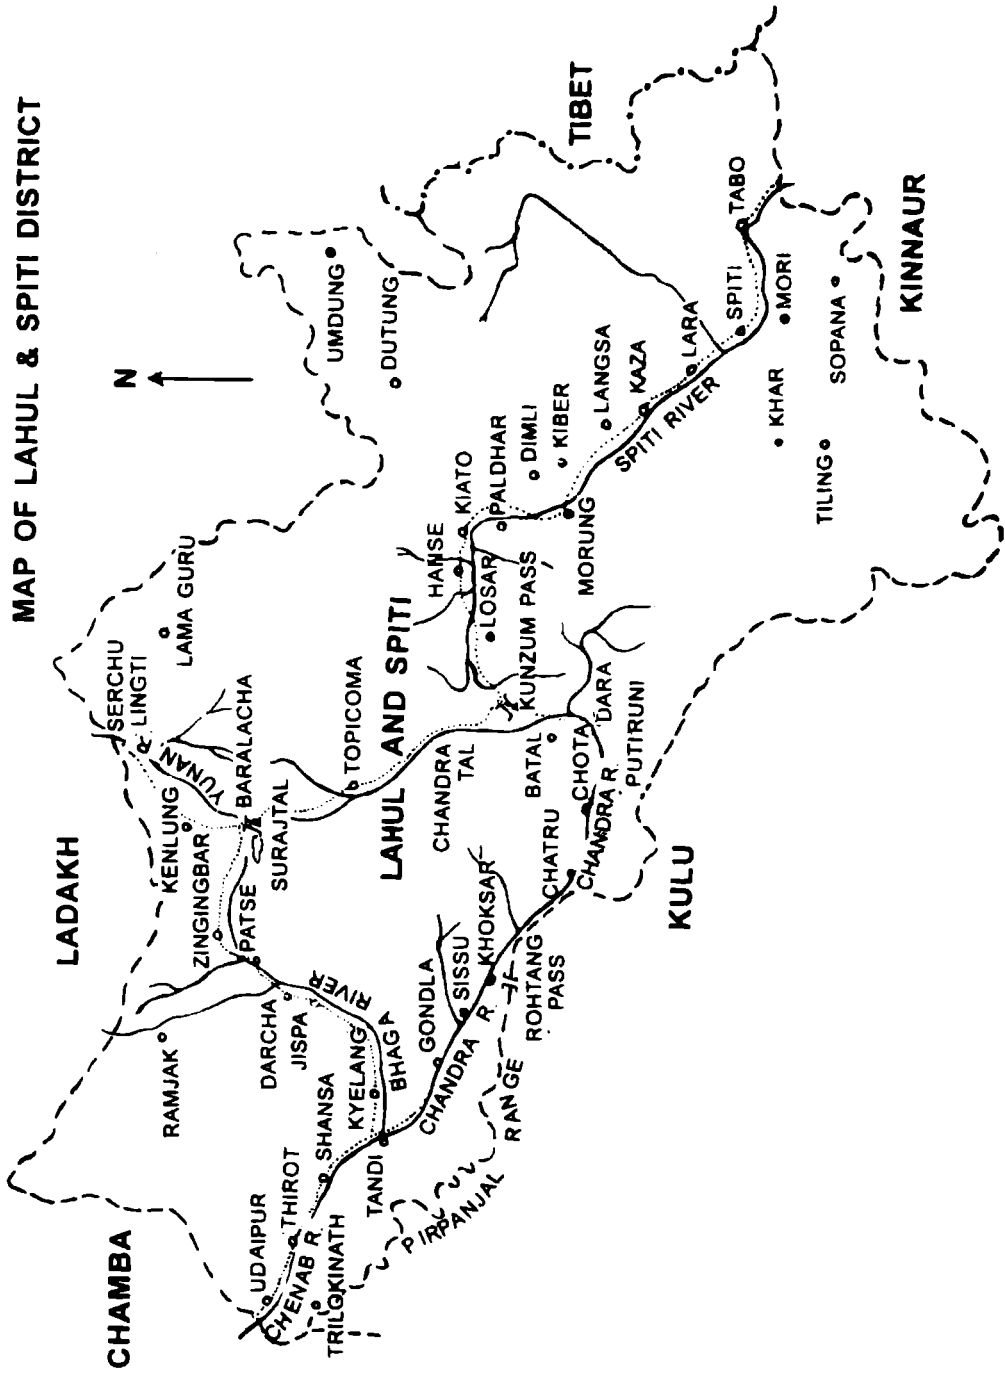 MAP OF LAHUL & SPITI DISTRICT
N
CHAMBA
LADAKH
TIBET
KINNAUR
KULU
LAHUL AND SPITI
SERCHU
LINGTI
LAMA GURU
YUNAN
KENLUNG
ZINGINGBAR
BARALACHA
SURAJTAL
PATSE
TOPICOMA
RAMJAK
DARCHA
JISPA
BHAGA RIVER
KYELANG
SHANSA
THIROT
UDAIPUR
CHENAB R.
TRILOKINATH
TANDI
PIRPANJAL RANGE
CHANDRA R.
GONDLA
SISSU
KHOKSAR
ROHTANG
PASS
CHATRU
CHANDRA R.
CHOTA
DARA
PUTIRUNI
BATAL
CHANDRA
TAL
KUNZUM PASS
LOSAR
HANSE
KIATO
PALDHAR
DIMLI
KIBER
MORUNG
LANGSA
KAZA
LARA
SPITI RIVER
SPITI
TABO
MORI
KHAR
SOPANA
TILING
UMDUNG
DUTUNG